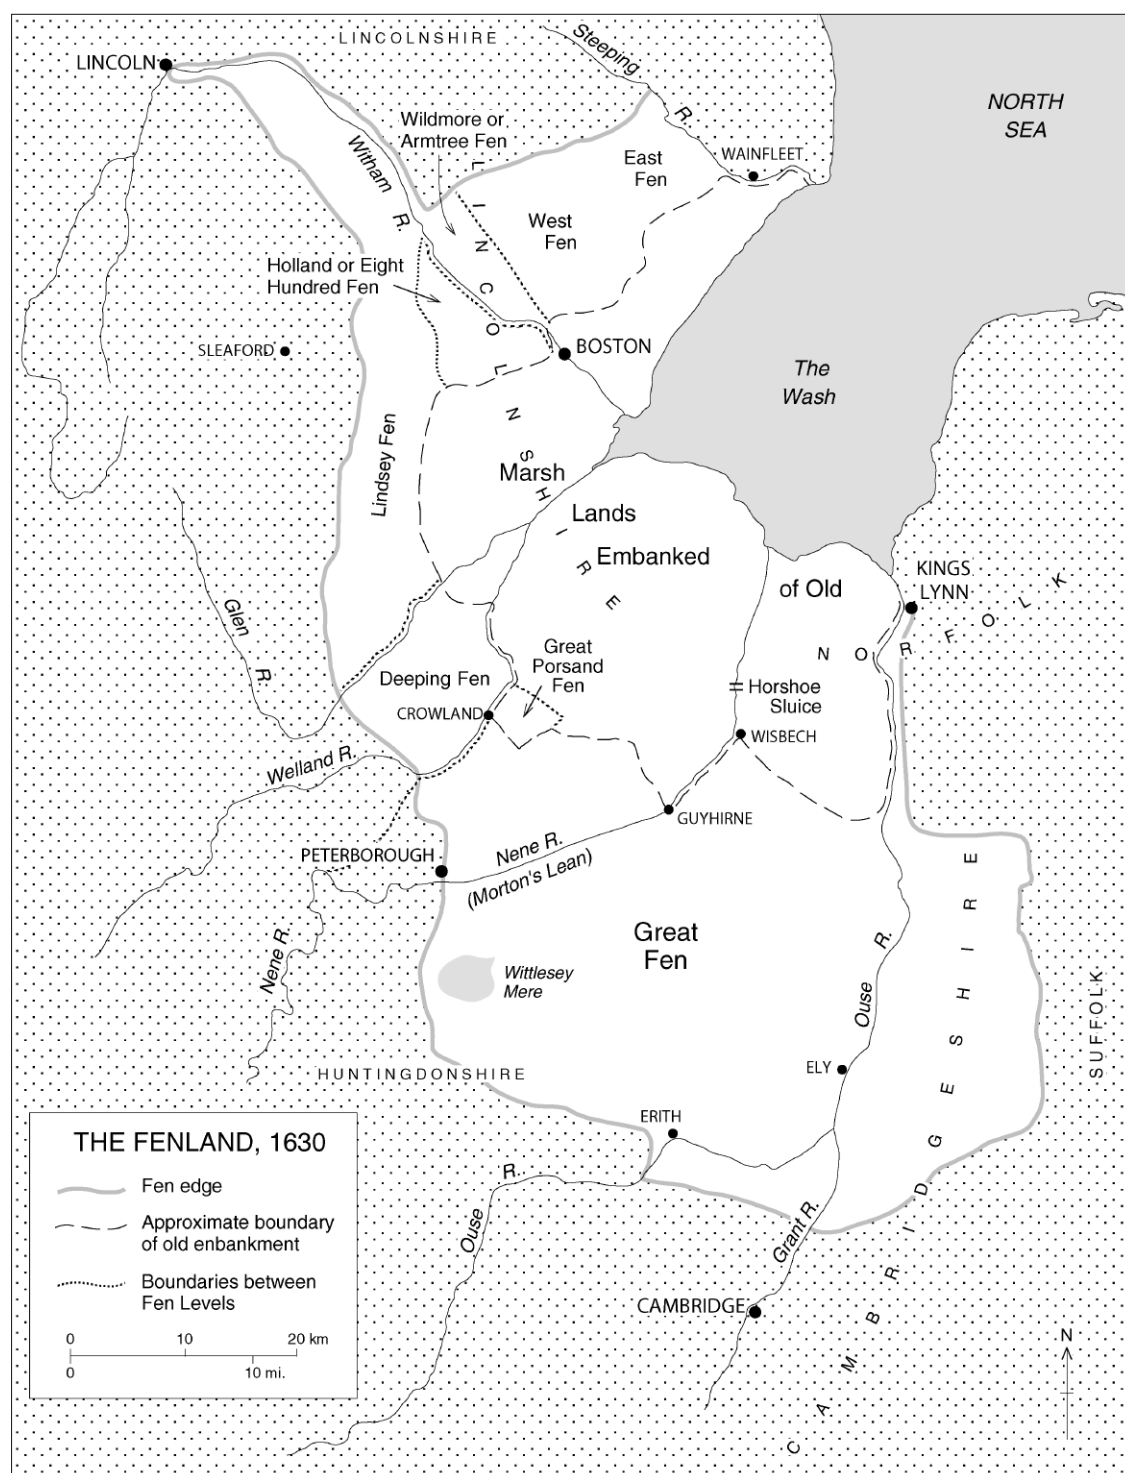 LINCOLNSHIRE
Steeping
R.
LINCOLN
NORTH
SEA
Wildmore or
Armtree Fen
Witham
R.
East
Fen
WAINFLEET
West
Fen
Holland or Eight
Hundred Fen
LINCOLNSHIRE
SLEAFORD
BOSTON
The
Wash
Lindsey Fen
Marsh
Lands
Embanked
of Old
KINGS
LYNN
NORFOLK
Glen
R.
Great
Porsand
Fen
Deeping Fen
CROWLAND
Horshoe
Sluice
WISBECH
Welland R.
GUYHIRNE
PETERBOROUGH
Nene R.
(Morton's Lean)
Nene R.
Great
Fen
Wittlesey
Mere
Ouse
R.
SUFFOLK
ELY
HUNTINGDONSHIRE
ERITH
CAMBRIDGESHIRE
Ouse
R.
Grant R.
CAMBRIDGE
THE FENLAND, 1630
Fen edge
Approximate boundary
of old enbankment
Boundaries between
Fen Levels
0 10 20 km
0 10 mi.
N